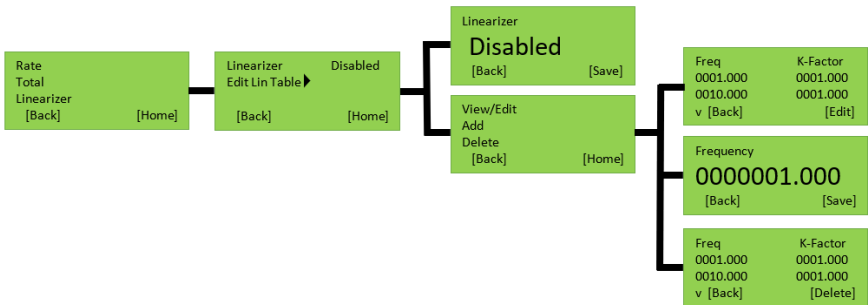 Rate
Total
Linearizer
[Back] [Home]
Linearizer Disabled
Edit Lin Table
[Back] [Home]
Linearizer
Disabled
[Back] [Save]
View/Edit
Add
Delete
[Back] [Home]
Freq K-Factor
0001.000 0001.000
0010.000 0001.000
v [Back] [Edit]
Frequency
0000001.000
[Back] [Save]
Freq K-Factor
0001.000 0001.000
0010.000 0001.000
v [Back] [Delete]